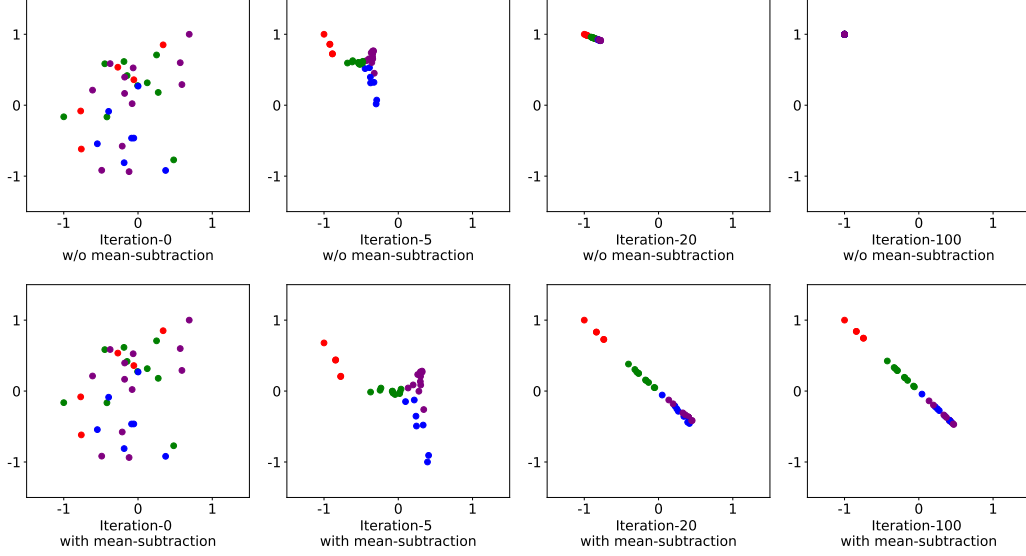 1
0
-1
-1 0 1
Iteration-0
w/o mean-subtraction
1
0
-1
-1 0 1
Iteration-5
w/o mean-subtraction
1
0
-1
-1 0 1
Iteration-20
w/o mean-subtraction
1
0
-1
-1 0 1
Iteration-100
w/o mean-subtraction
1
0
-1
-1 0 1
Iteration-0
with mean-subtraction
1
0
-1
-1 0 1
Iteration-5
with mean-subtraction
1
0
-1
-1 0 1
Iteration-20
with mean-subtraction
1
0
-1
-1 0 1
Iteration-100
with mean-subtraction